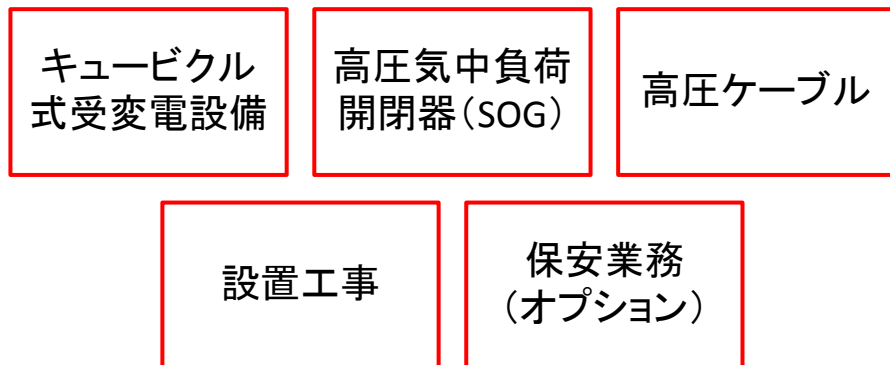 キュービクル
式受変電設備
高圧気中負荷
開閉器（SOG）
高圧ケーブル
設置工事
保安業務
（オプション）